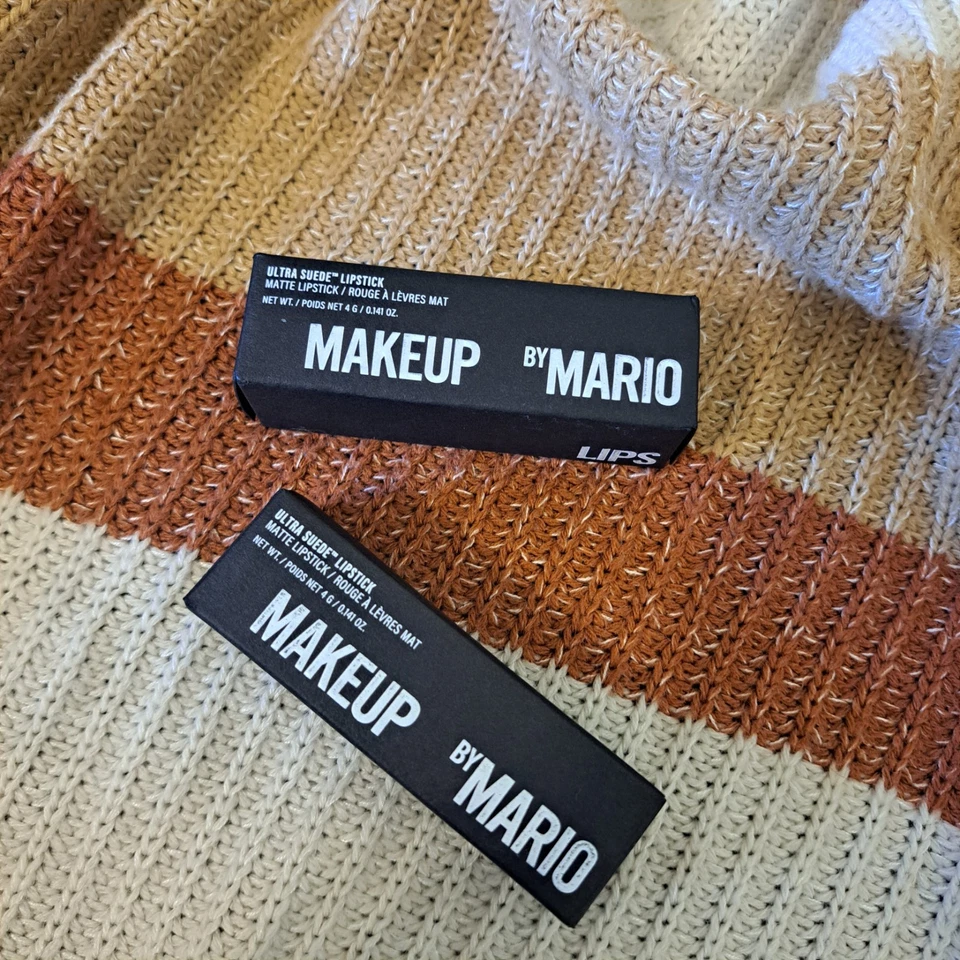 ULTRA SUEDE™ LIPSTICK
MATTE LIPSTICK / ROUGE À LÈVRES MAT
NET WT. / POIDS NET 4 G / 0.141 OZ.
MAKEUP BY MARIO
LIPS
ULTRA SUEDE™ LIPSTICK
MATTE LIPSTICK / ROUGE À LÈVRES MAT
NET WT. / POIDS NET 4 G / 0.141 OZ.
MAKEUP BY MARIO